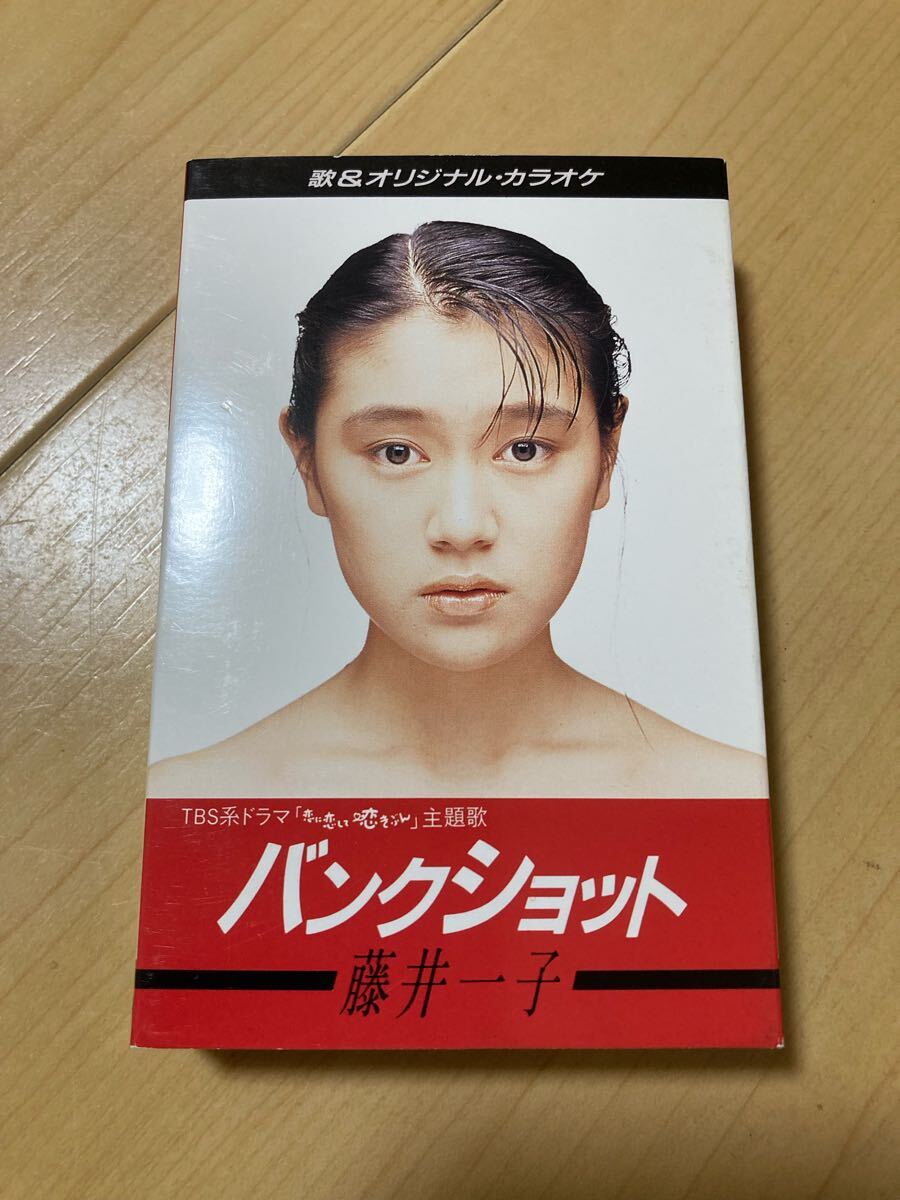 歌&オリジナル・カラオケ
TBS系ドラマ「恋に恋して恋きぶん」主題歌
バンクショット
藤井一子